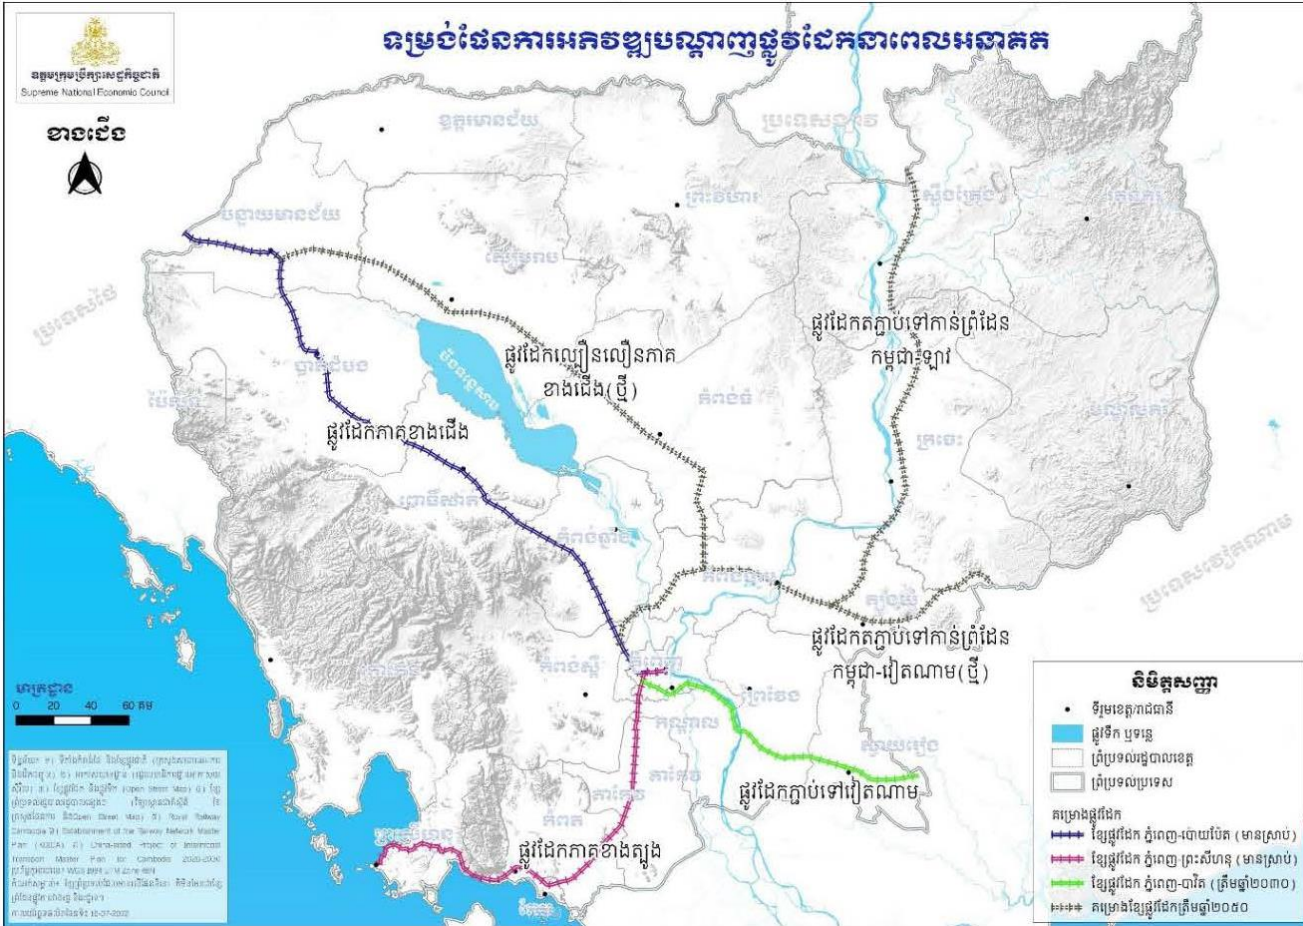 ទម្រង់ផែនការអភិវឌ្ឍបណ្តាញផ្លូវដែកនាពេលអនាគត
ឧត្តមក្រុមប្រឹក្សាសេដ្ឋកិច្ចជាតិ
Supreme National Economic Council
ខាងជើង
ឧត្តរមានជ័យ
ប្រទេសឡាវ
ព្រះវិហារ
ស្ទឹងត្រែង
រតនគិរី
បន្ទាយមានជ័យ
សៀមរាប
ប្រទេសថៃ
ផ្លូវដែកតភ្ជាប់ទៅកាន់ព្រំដែន
កម្ពុជា-ឡាវ
ផ្លូវដែកល្បឿនលឿនភាគ
ខាងជើង(ថ្មី)
បឹងទន្លេសាប
បាត់ដំបង
ប៉ៃលិន
កំពង់ធំ
មណ្ឌលគិរី
ក្រចេះ
ផ្លូវដែកភាគខាងជើង
ពោធិ៍សាត់
កំពង់ឆ្នាំង
កំពង់ចាម
ត្បូងឃ្មុំ
ប្រទេសវៀតណាម
ផ្លូវដែកតភ្ជាប់ទៅកាន់ព្រំដែន
កម្ពុជា-វៀតណាម(ថ្មី)
កោះកុង
កំពង់ស្ពឺ
ភ្នំពេញ
ព្រៃវែង
កណ្តាល
ស្វាយរៀង
តាកែវ
ផ្លូវដែកភ្ជាប់ទៅវៀតណាម
កំពត
ព្រះសីហនុ
ផ្លូវដែកភាគខាងត្បូង
កែប
មាត្រដ្ឋាន
0 20 40 60 គម
និមិត្តសញ្ញា
ទីរួមខេត្ត/រាជធានី
ផ្លូវទឹក ឬទន្លេ
ព្រំប្រទល់រដ្ឋបាលខេត្ត
ព្រំប្រទល់ប្រទេស
គម្រោងផ្លូវដែក
ខ្សែផ្លូវដែក ភ្នំពេញ-ប៉ោយប៉ែត (មានស្រាប់)
ខ្សែផ្លូវដែក ភ្នំពេញ-ព្រះសីហនុ (មានស្រាប់)
ខ្សែផ្លូវដែក ភ្នំពេញ-បាវិត (ត្រឹមឆ្នាំ២០៣០)
គម្រោងខ្សែផ្លូវដែកត្រឹមឆ្នាំ២០៥០